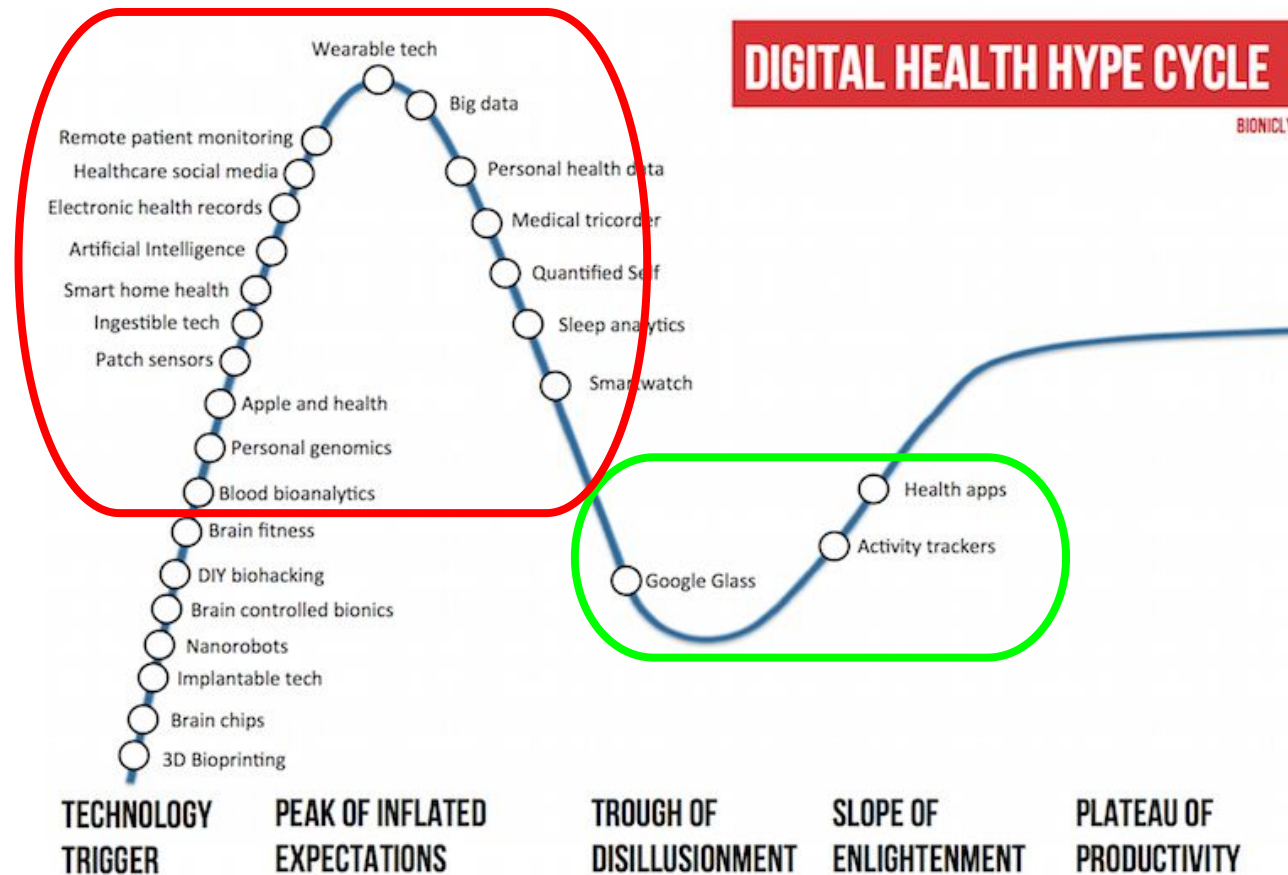 DIGITAL HEALTH HYPE CYCLE
Wearable tech
Big data
Remote patient monitoring
Healthcare social media
Personal health data
Electronic health records
Medical tricorder
Artificial Intelligence
Quantified Self
Smart home health
Ingestible tech
Sleep analytics
Patch sensors
Smartwatch
Apple and health
Personal genomics
Blood bioanalytics
Health apps
Brain fitness
Activity trackers
DIY biohacking
Google Glass
Brain controlled bionics
Nanorobots
Implantable tech
Brain chips
3D Bioprinting
TECHNOLOGY
TRIGGER
PEAK OF INFLATED
EXPECTATIONS
TROUGH OF
DISILLUSIONMENT
SLOPE OF
ENLIGHTENMENT
PLATEAU OF
PRODUCTIVITY